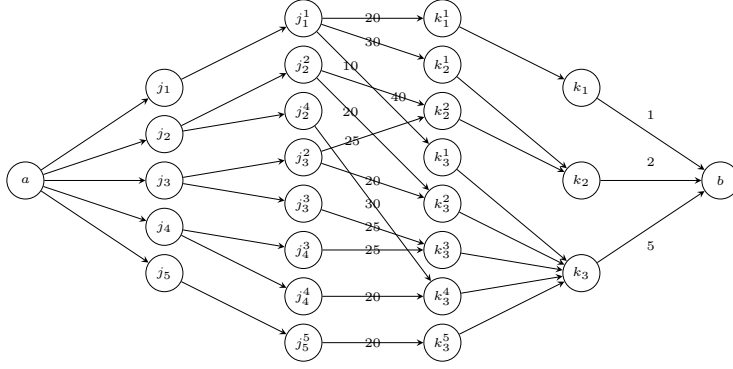 j_1^1 20 k_1^1
30
j_1 j_2^2 10 k_2^1 k_1
40
j_2 j_2^4 20 k_2^2 1
25
j_3^2 k_3^1
a j_3 20 k_2 2 b
j_3^3 30 k_3^2
j_4 25
j_4^3 25 k_3^3 5
j_5 k_3
j_4^4 20 k_3^4
j_5^5 20 k_3^5